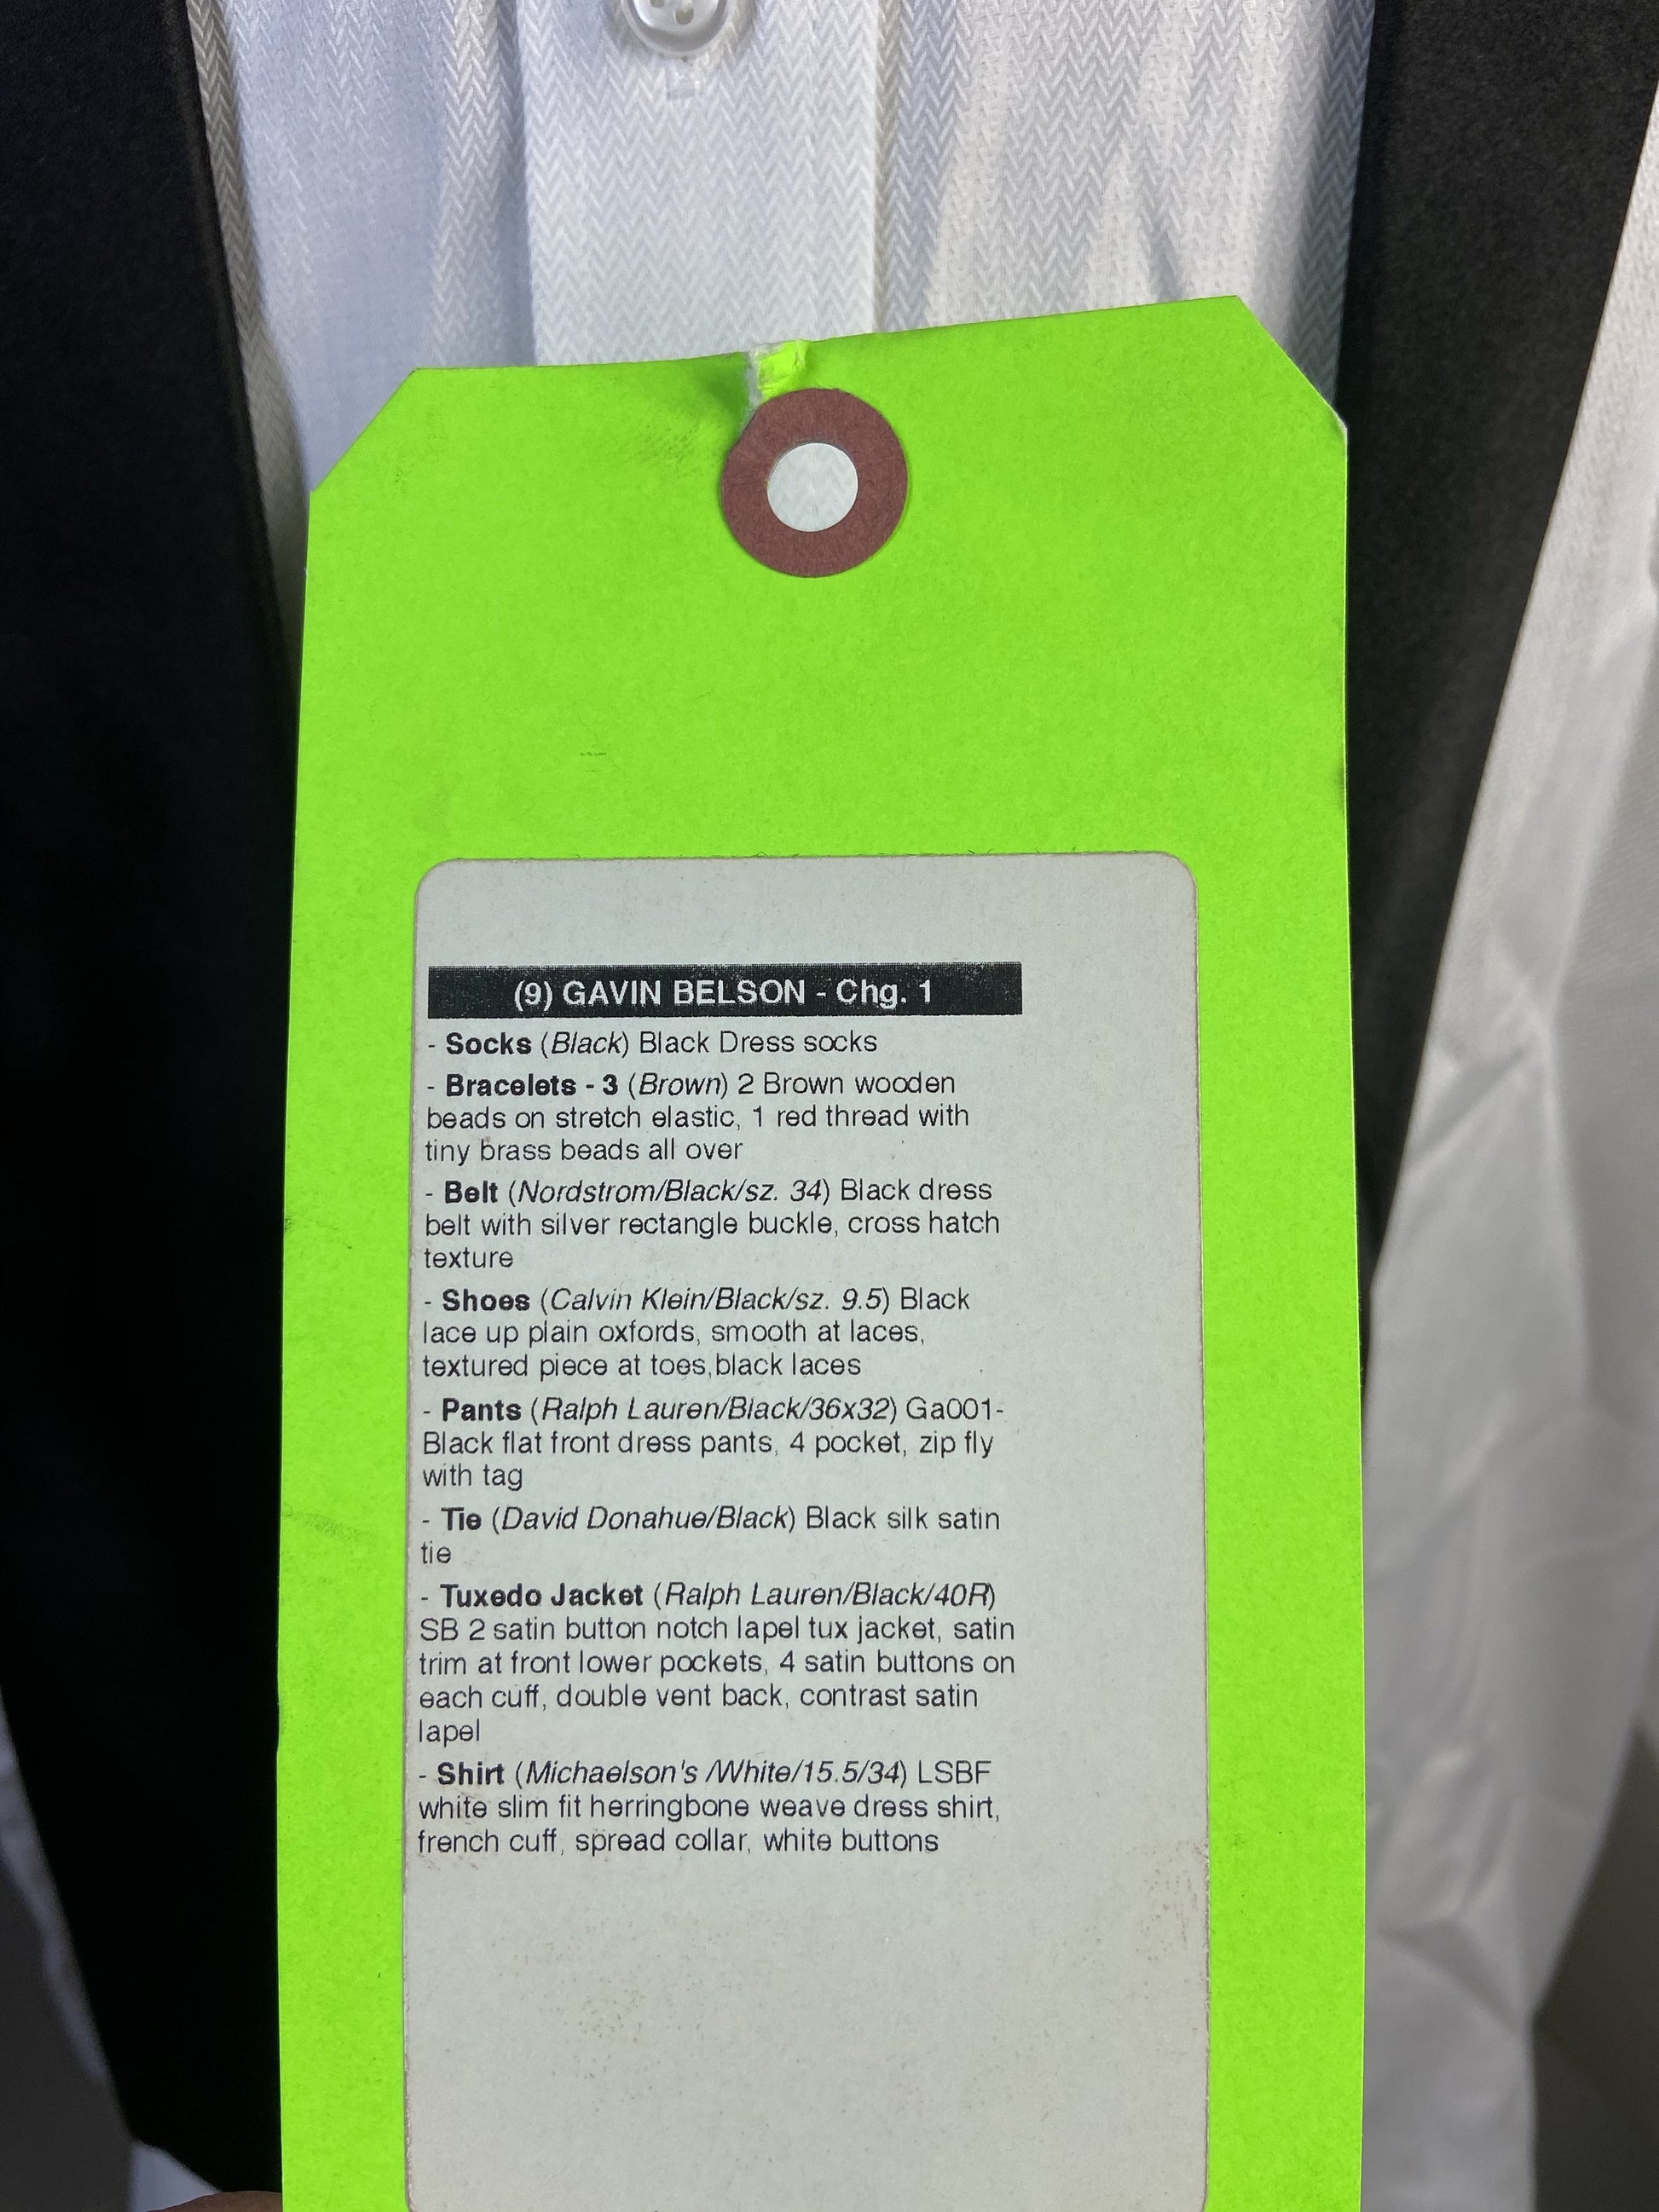 (9) GAVIN BELSON - Chg. 1
- Socks (Black) Black Dress socks
- Bracelets - 3 (Brown) 2 Brown wooden
beads on stretch elastic, 1 red thread with
tiny brass beads all over
- Belt (Nordstrom/Black/sz. 34) Black dress
belt with silver rectangle buckle, cross hatch
texture
- Shoes (Calvin Klein/Black/sz. 9.5) Black
lace up plain oxfords, smooth at laces,
textured piece at toes,black laces
- Pants (Ralph Lauren/Black/36x32) Ga001-
Black flat front dress pants, 4 pocket, zip fly
with tag
- Tie (David Donahue/Black) Black silk satin
tie
- Tuxedo Jacket (Ralph Lauren/Black/40R)
SB 2 satin button notch lapel tux jacket, satin
trim at front lower pockets, 4 satin buttons on
each cuff, double vent back, contrast satin
lapel
- Shirt (Michaelson's /White/15.5/34) LSBF
white slim fit herringbone weave dress shirt,
french cuff, spread collar, white buttons